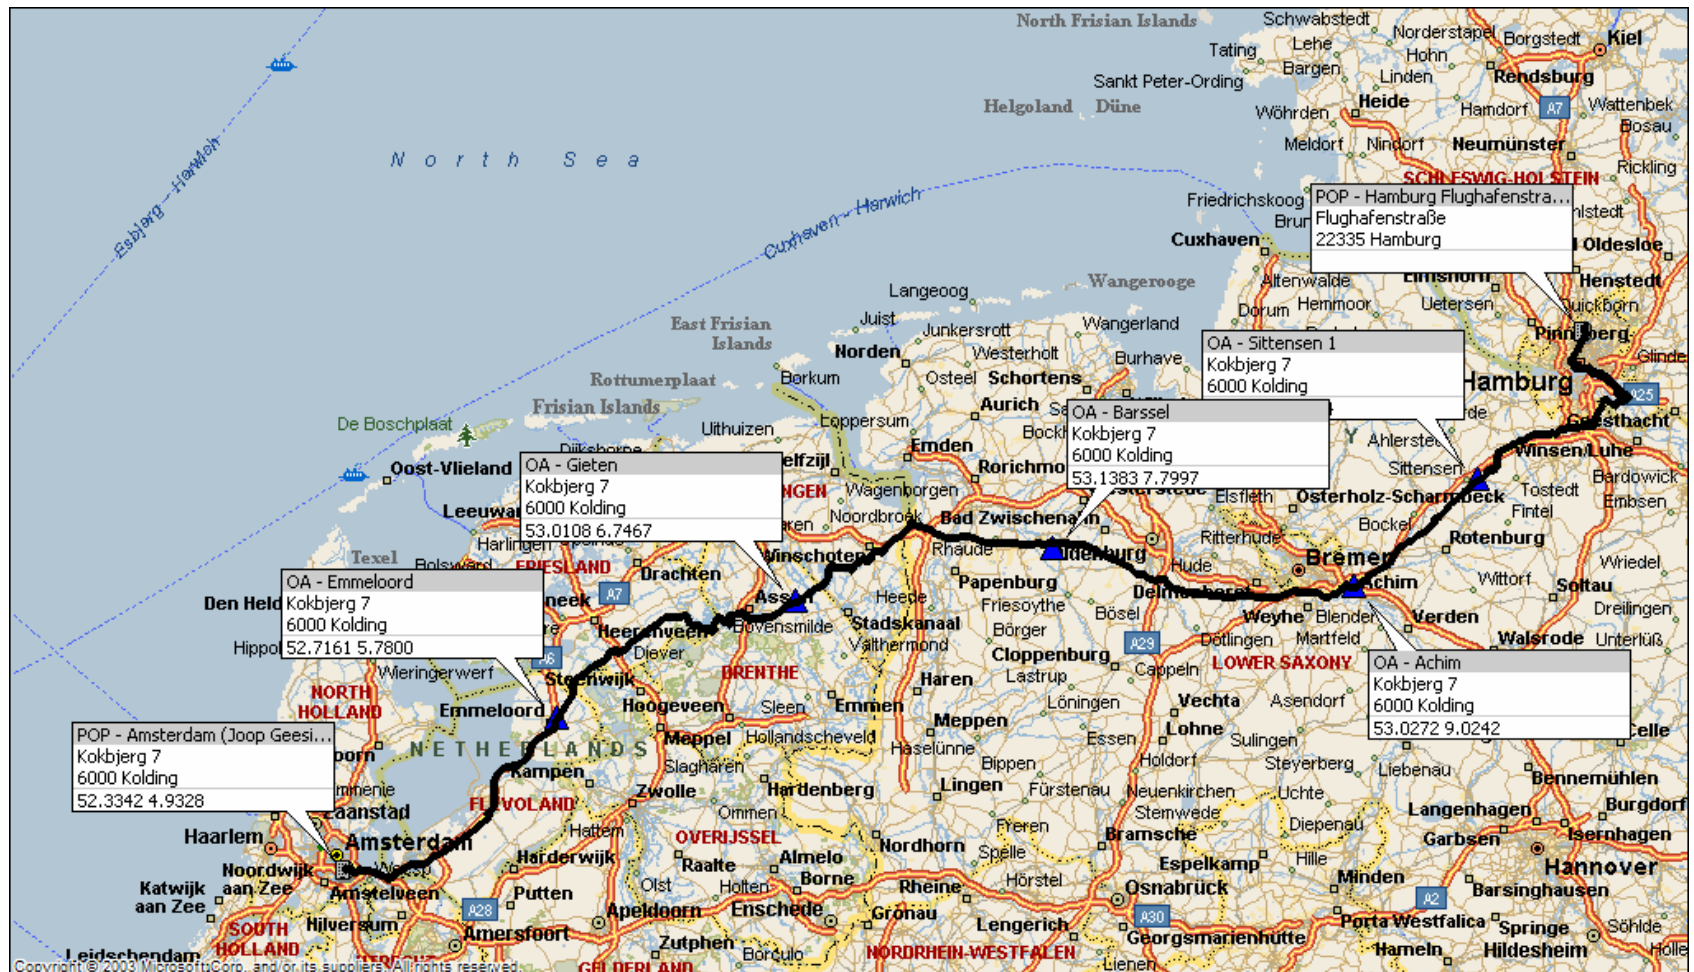 North Frisian Islands
Schwabstedt
Norderstapel
Borgstedt
Kiel
Tating
Lehe
Hohn
Bargen
Linden
Rendsburg
Sankt Peter-Ording
Helgoland
Düne
Heide
Hamdorf
A7
Wattenbek
Wöhrden
Bosau
Meldorf
Nindorf
Neumünster
Rickling
SCHLESWIG-HOLSTEIN
North Sea
Esbjerg - Harwich
Cuxhaven - Harwich
Friedrichskoog
POP - Hamburg Flughafenstra...
Flughafenstraße
22335 Hamburg
Cuxhaven
Oldesloe
Wangerooge
Altenwalde
Elmshorn
Henstedt
Langeoog
Hemmoor
Uetersen
Quickborn
Dorum
East Frisian
Islands
Juist
Junkersrott
Wangerland
Norden
Westerholt
Burhave
OA - Sittensen 1
Kokbjerg 7
6000 Kolding
Glinde
Rottumerplaat
Borkum
Osteel
Schortens
Hamburg
A25
Frisian Islands
Aurich
De Boschplaat
Uithuizen
Loppersum
OA - Barssel
Kokbjerg 7
6000 Kolding
53.1383 7.7997
Geesthacht
Emden
Winsen/Luhe
Oost-Vlieland
OA - Gieten
Kokbjerg 7
6000 Kolding
53.0108 6.7467
Sittensen
Bardowick
Wagenborgen
Tostedt
Embsen
Osterholz-Scharmbeck
Fintel
Noordbroek
Bad Zwischenahn
Bockel
Harlingen
Ritterhude
Rotenburg
Texel
Bolsward
FRIESLAND
Winschoten
Rhaude
Oldenburg
Bremen
Drachten
Hude
Wriedel
OA - Emmeloord
Kokbjerg 7
6000 Kolding
52.7161 5.7800
A7
Papenburg
Achim
Wittorf
Soltau
Assen
Heede
Friesoythe
Delmenhorst
Dreilingen
Heerenveen
Bovensmilde
Stadskanaal
Bösel
Weyhe
Blender
Verden
Valthermond
Börger
A29
Dötlingen
Martfeld
Walsrode
Unterlüß
A6
Diever
Cloppenburg
LOWER SAXONY
OA - Achim
Kokbjerg 7
6000 Kolding
53.0272 9.0242
Wieringerwerf
Steenwijk
DRENTHE
Haren
Lastrup
Cappeln
NORTH
HOLLAND
Emmeloord
Hoogeveen
Sleen
Emmen
Löningen
Vechta
Asendorf
Meppen
Lohne
NETHERLANDS
Meppel
Hollandscheveld
Essen
Sulingen
Celle
POP - Amsterdam (Joop Geesi...
Kokbjerg 7
6000 Kolding
52.3342 4.9328
Haselünne
Holdorf
Steyerberg
Liebenau
Kampen
Slagharen
Bippen
Bennemühlen
Hardenberg
Lingen
Fürstenau
Neuenkirchen
Uchte
FLEVOLAND
Zwolle
Langenhagen
Burgdorf
Zaanstad
Ommen
Stemwede
Haarlem
Amsterdam
Hattem
OVERIJSSEL
Freren
Diepenau
Bramsche
Garbsen
Isernhagen
Nordhorn
Spelle
Noordwijk
aan Zee
Weesp
Harderwijk
Raalte
Almelo
Hille
Espelkamp
Hannover
Katwijk
aan Zee
Amstelveen
Putten
Olst
Holten
Borne
Rheine
Hörstel
Osnabrück
Minden
Barsinghausen
A28
Apeldoorn
Enschede
Gronau
A30
A2
SOUTH
HOLLAND
Hilversum
Lengerich
Porta Westfalica
Springe
Söhlde
Amersfoort
Georgsmarienhütte
Leidschendam
Zutphen
Borculo
NORDRHEIN-WESTFALEN
Lienen
Hameln
Hildesheim
GELDERLAND
Copyright © 2003 Microsoft Corp. and/or its suppliers. All rights reserved.